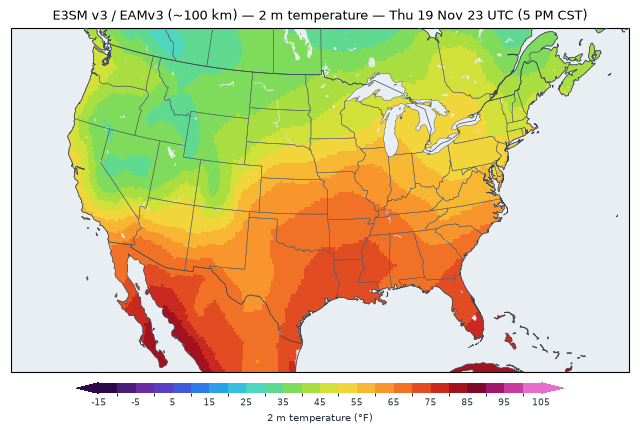 E3SM v3 / EAMv3 (~100 km) — 2 m temperature — Thu 19 Nov 23 UTC (5 PM CST)
-15 -5 5 15 25 35 45 55 65 75 85 95 105
2 m temperature (°F)